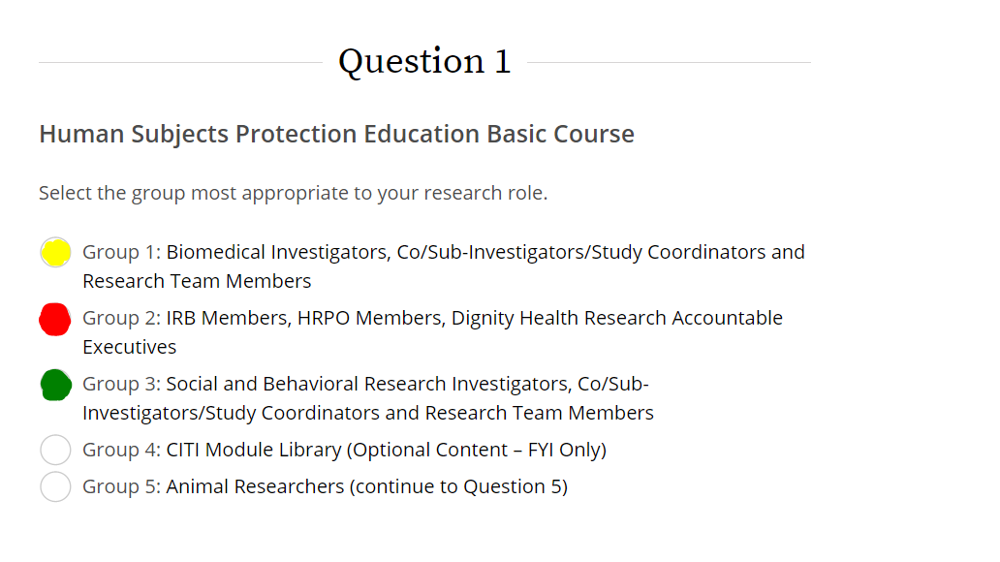 Question 1
Human Subjects Protection Education Basic Course
Select the group most appropriate to your research role.
Group 1: Biomedical Investigators, Co/Sub-Investigators/Study Coordinators and
Research Team Members
Group 2: IRB Members, HRPO Members, Dignity Health Research Accountable
Executives
Group 3: Social and Behavioral Research Investigators, Co/Sub-
Investigators/Study Coordinators and Research Team Members
Group 4: CITI Module Library (Optional Content – FYI Only)
Group 5: Animal Researchers (continue to Question 5)